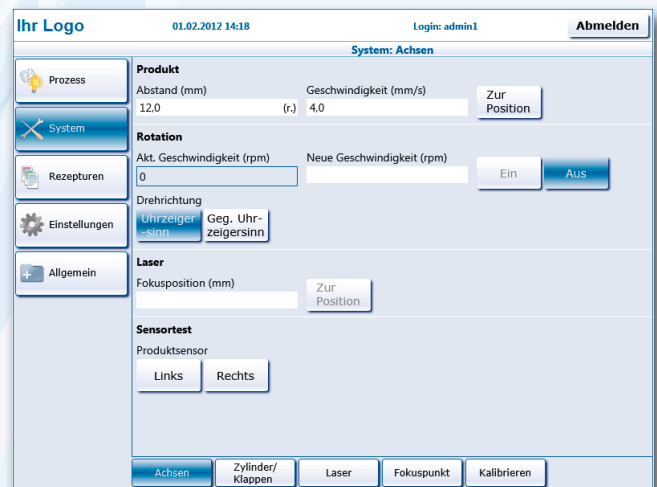 Ihr Logo
01.02.2012 14:18
Login: admin1
Abmelden
System: Achsen
Prozess
System
Rezepturen
Einstellungen
Allgemein
Produkt
Abstand (mm)
Geschwindigkeit (mm/s)
12,0 (r.)
4,0
Zur
Position
Rotation
Akt. Geschwindigkeit (rpm)
Neue Geschwindigkeit (rpm)
0
Ein
Aus
Drehrichtung
Uhrzeiger
-sinn
Geg. Uhr-
zeigersinn
Laser
Fokusposition (mm)
Zur
Position
Sensortest
Produktsensor
Links
Rechts
Achsen
Zylinder/
Klappen
Laser
Fokuspunkt
Kalibrieren